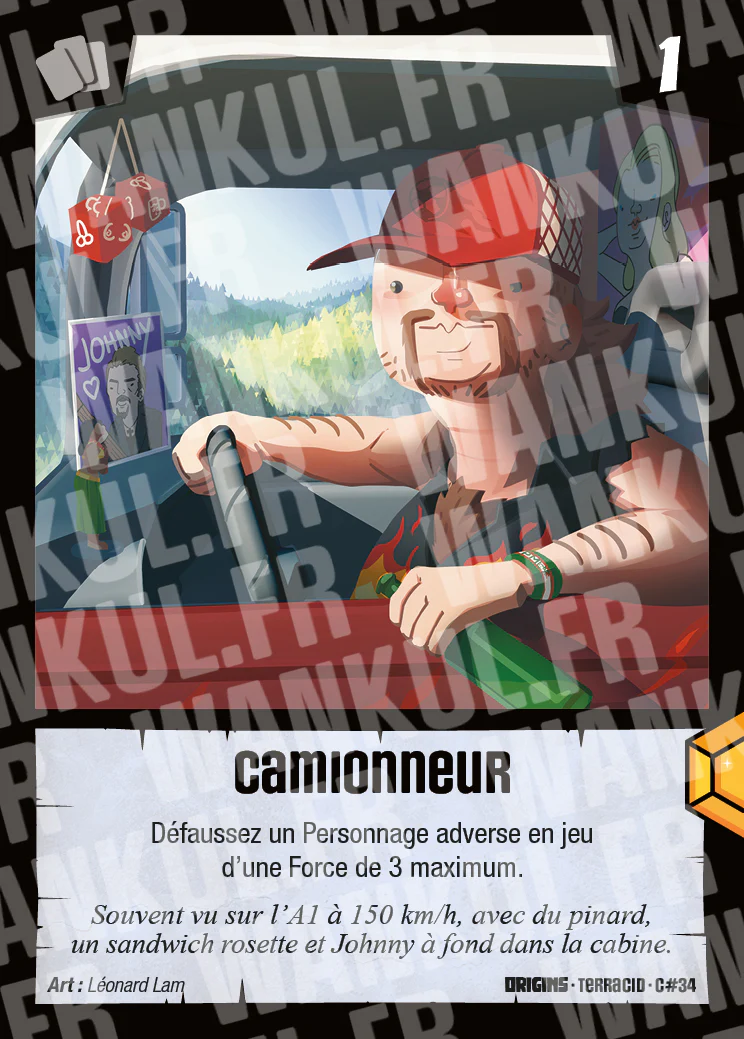 1
JOHNNY
Camionneur
Défaussez un Personnage adverse en jeu
d'une Force de 3 maximum.
Souvent vu sur l'A1 à 150 km/h, avec du pinard,
un sandwich rosette et Johnny à fond dans la cabine.
Art : Léonard Lam
ORIGINS · TERRACID · C#34
WANKUL.FR